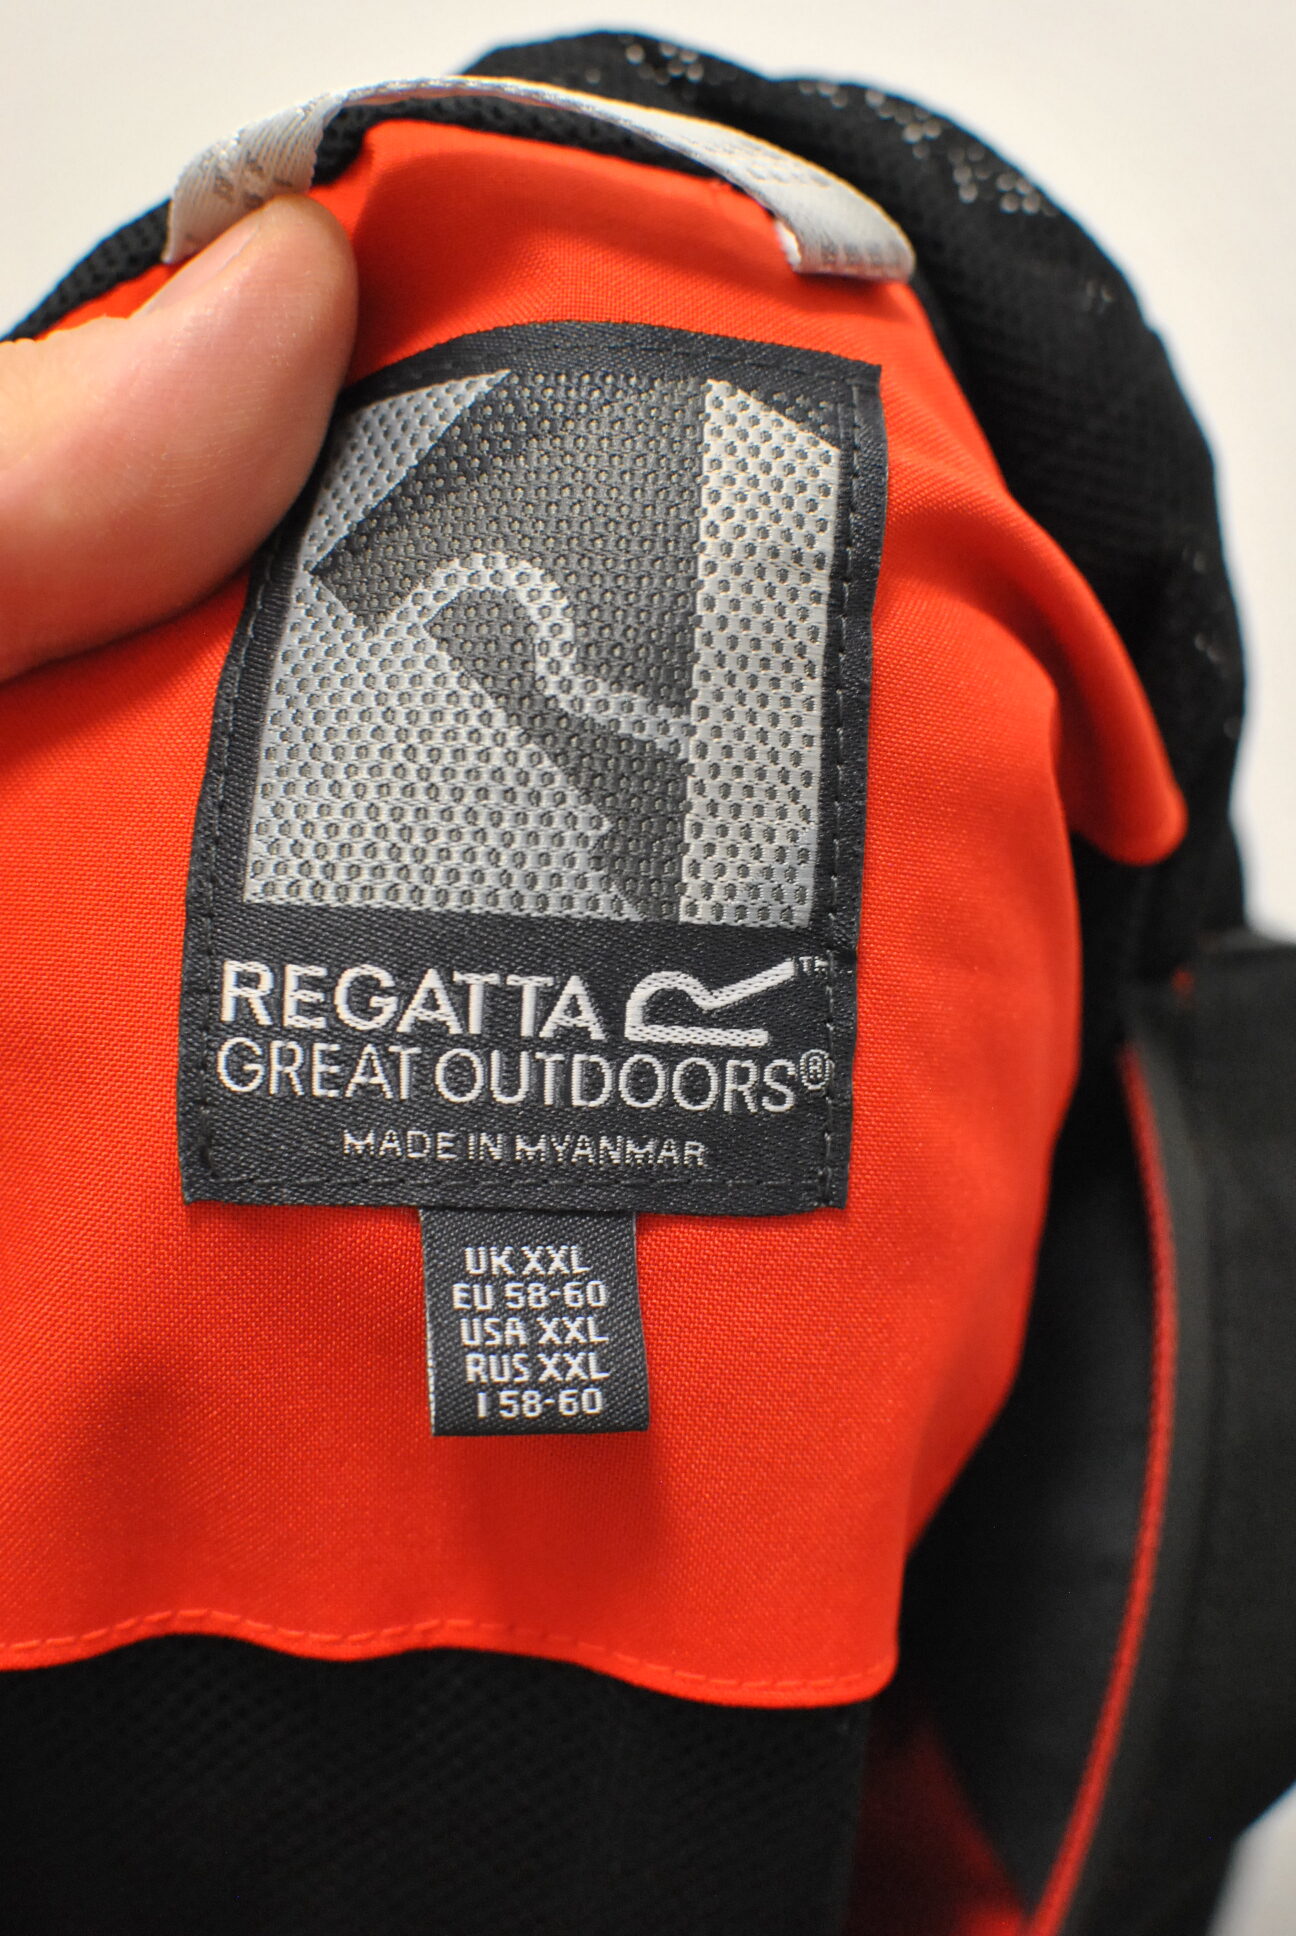 REGATTA
GREAT OUTDOORS®
MADE IN MYANMAR
UK XXL
EU 58-60
USA XXL
RUS XXL
I 58-60